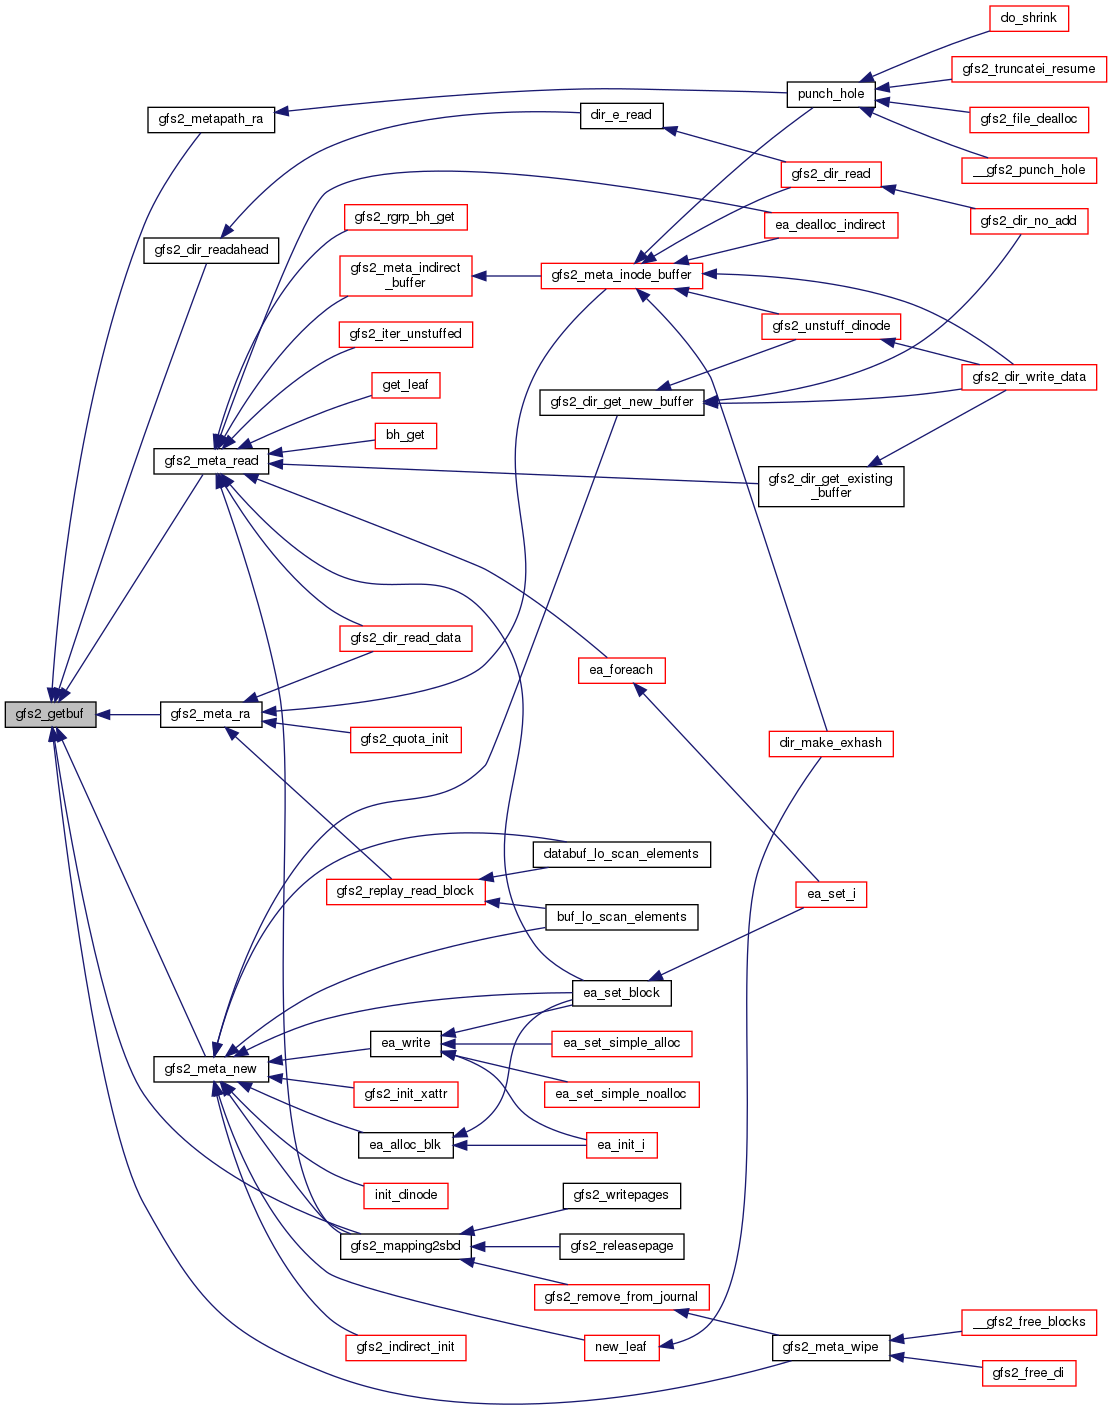 do_shrink
gfs2_truncatei_resume
punch_hole
gfs2_metapath_ra
dir_e_read
gfs2_file_dealloc
__gfs2_punch_hole
gfs2_dir_read
gfs2_rgrp_bh_get
ea_dealloc_indirect
gfs2_dir_no_add
gfs2_dir_readahead
gfs2_meta_indirect
_buffer
gfs2_meta_inode_buffer
gfs2_iter_unstuffed
gfs2_unstuff_dinode
get_leaf
gfs2_dir_get_new_buffer
gfs2_dir_write_data
bh_get
gfs2_meta_read
gfs2_dir_get_existing
_buffer
gfs2_dir_read_data
ea_foreach
gfs2_getbuf
gfs2_meta_ra
gfs2_quota_init
dir_make_exhash
databuf_lo_scan_elements
gfs2_replay_read_block
ea_set_i
buf_lo_scan_elements
ea_set_block
ea_write
ea_set_simple_alloc
gfs2_meta_new
gfs2_init_xattr
ea_set_simple_noalloc
ea_alloc_blk
ea_init_i
init_dinode
gfs2_writepages
gfs2_mapping2sbd
gfs2_releasepage
gfs2_remove_from_journal
__gfs2_free_blocks
gfs2_indirect_init
new_leaf
gfs2_meta_wipe
gfs2_free_di